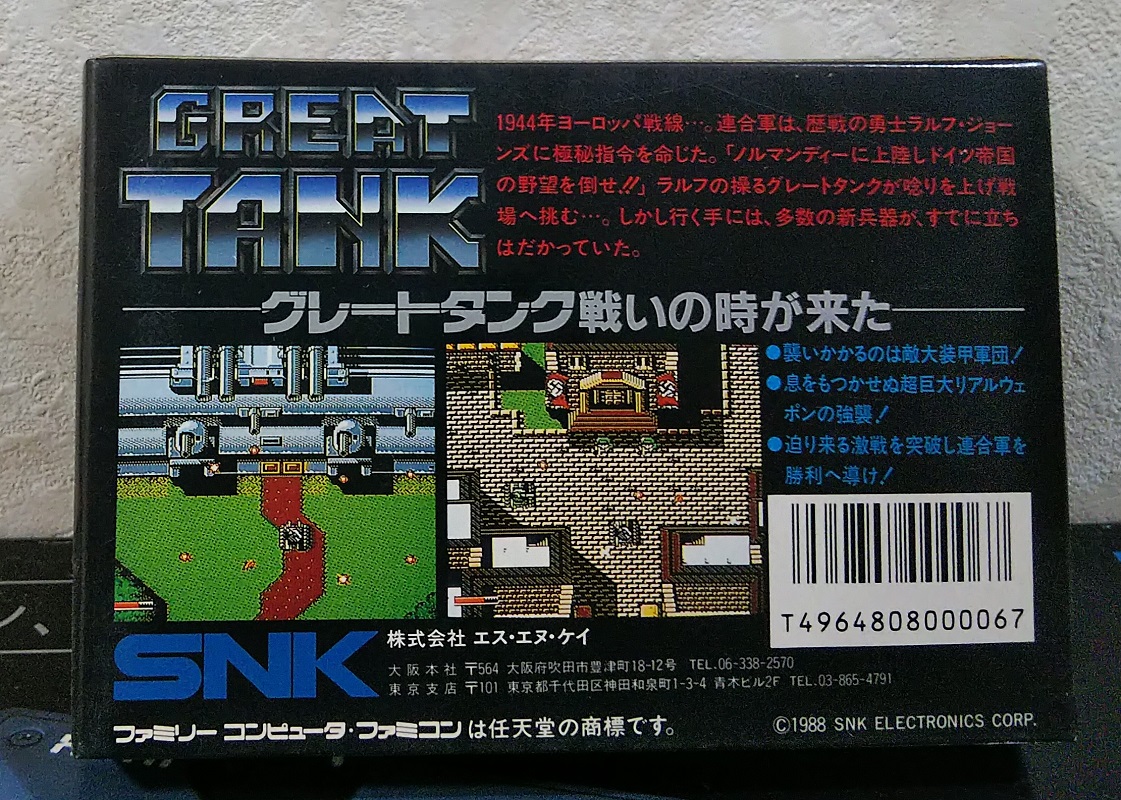 GREAT
TANK
1944年ヨーロッパ戦線…。連合軍は、歴戦の勇士ラルフ・ジョー
ンズに極秘指令を命じた。「ノルマンディーに上陸しドイツ帝国
の野望を倒せ!!」ラルフの操るグレートタンクが唸りを上げ戦
場へ挑む…。しかし行く手には、多数の新兵器が、すでに立ち
はだかっていた。
グレートタンク戦いの時が来た
●襲いかかるのは敵大装甲軍団!
●息をもつかせぬ超巨大リアルウェ
ポンの強襲!
●迫り来る激戦を突破し連合軍を
勝利へ導け!
T4964808000067
SNK
株式会社 エス・エヌ・ケイ
大阪本社 〒564 大阪府吹田市豊津町18-12号 TEL.06-338-2570
東京支店 〒101 東京都千代田区神田和泉町1-3-4 青木ビル2F TEL.03-865-4791
ファミリーコンピュータ・ファミコンは任天堂の商標です。
©1988 SNK ELECTRONICS CORP.